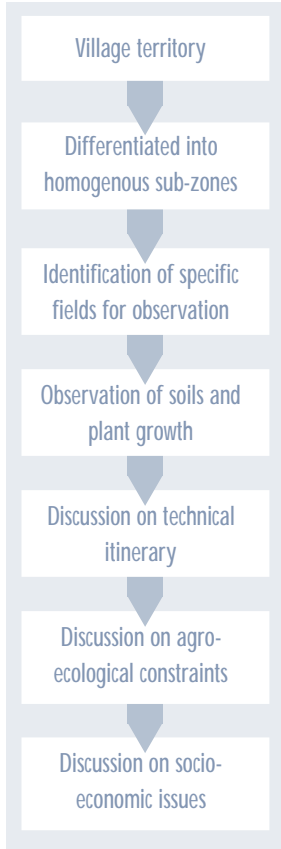 Village territory
Differentiated into
homogenous sub-zones
Identification of specific
fields for observation
Observation of soils and
plant growth
Discussion on technical
itinerary
Discussion on agro-
ecological constraints
Discussion on socio-
economic issues